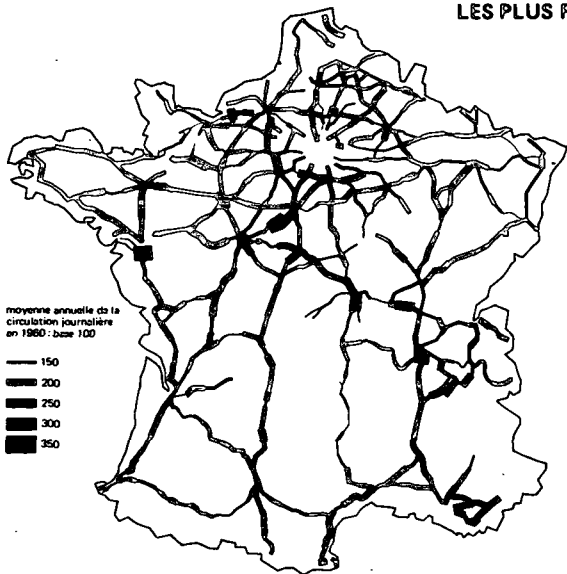 LES PLUS F
moyenne annuelle de la
circulation journalière
en 1980 : base 100
150
200
250
300
350